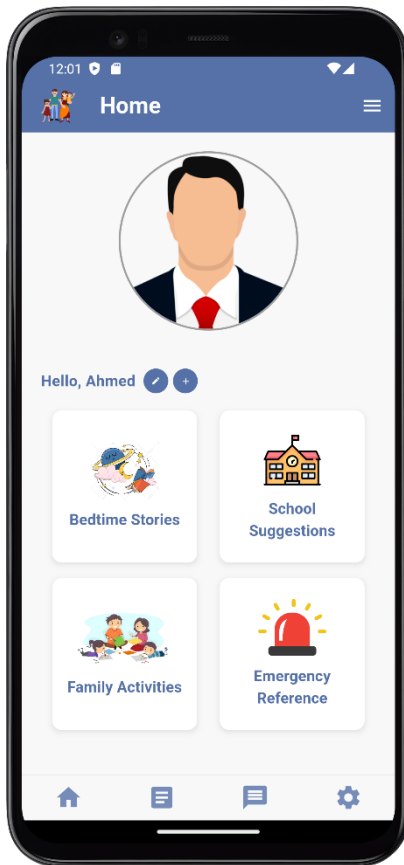 12:01
Home
Hello, Ahmed
Bedtime Stories
School
Suggestions
Family Activities
Emergency
Reference